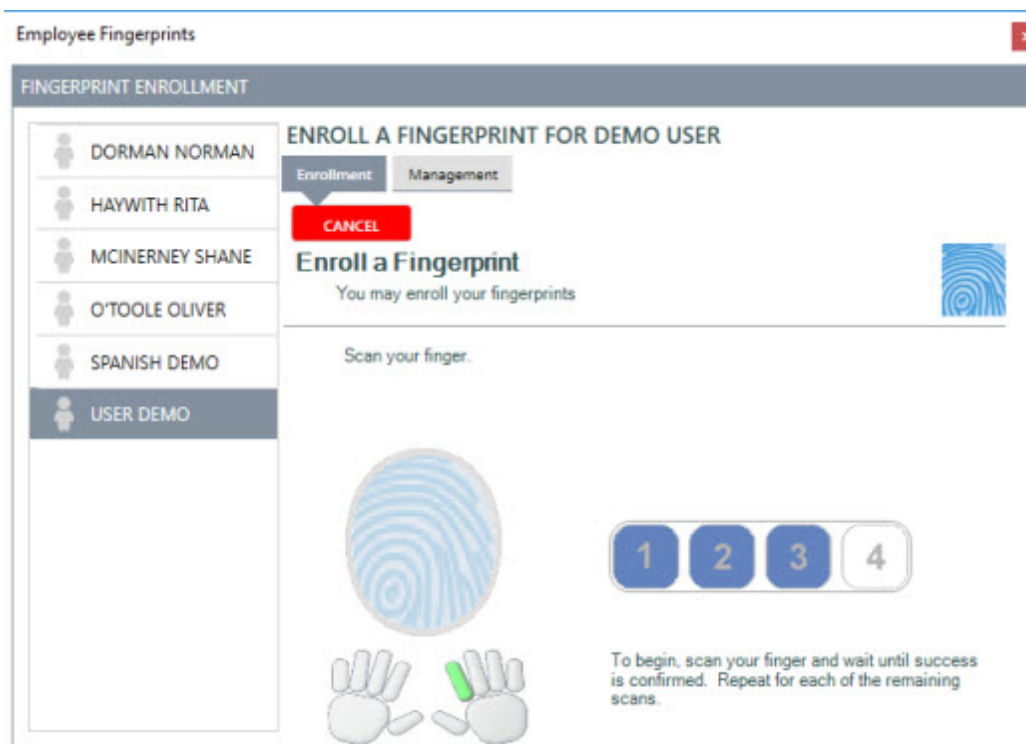 Employee Fingerprints
FINGERPRINT ENROLLMENT
DORMAN NORMAN
HAYWITH RITA
MCINERNEY SHANE
O'TOOLE OLIVER
SPANISH DEMO
USER DEMO
ENROLL A FINGERPRINT FOR DEMO USER
Enrollment Management
CANCEL
Enroll a Fingerprint
You may enroll your fingerprints
Scan your finger.
1 2 3 4
To begin, scan your finger and wait until success
is confirmed. Repeat for each of the remaining
scans.